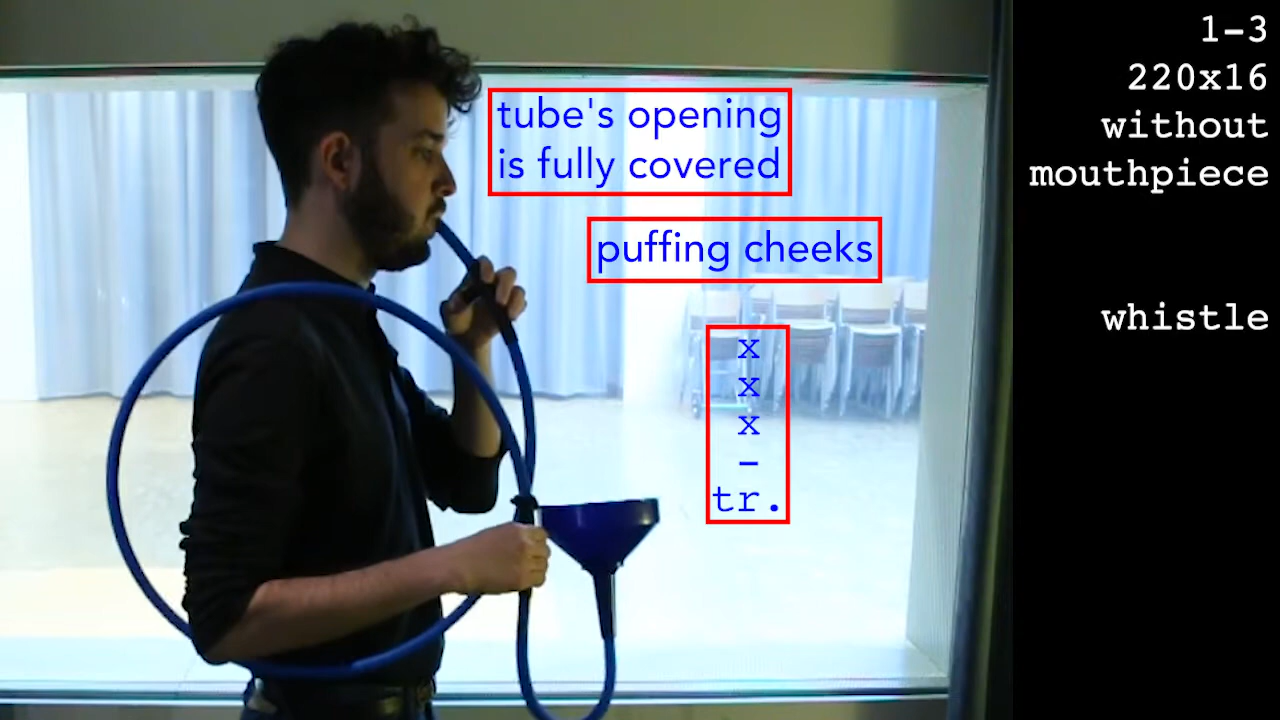 tube's opening
is fully covered
puffing cheeks
x
x
x
–
tr.
1–3
220x16
without
mouthpiece
whistle